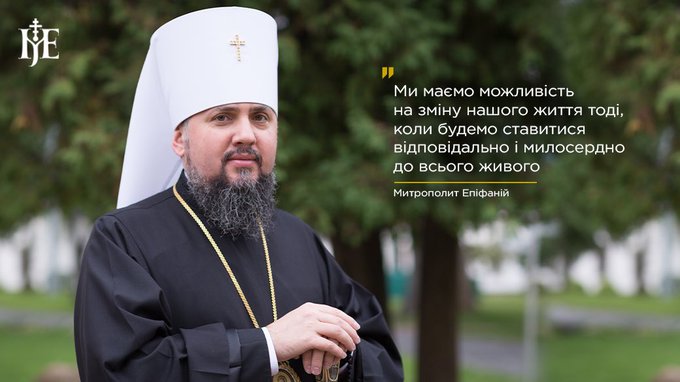 "
Ми маємо можливість
на зміну нашого життя тоді,
коли будемо ставитися
відповідально і милосердно
до всього живого
Митрополит Епіфаній